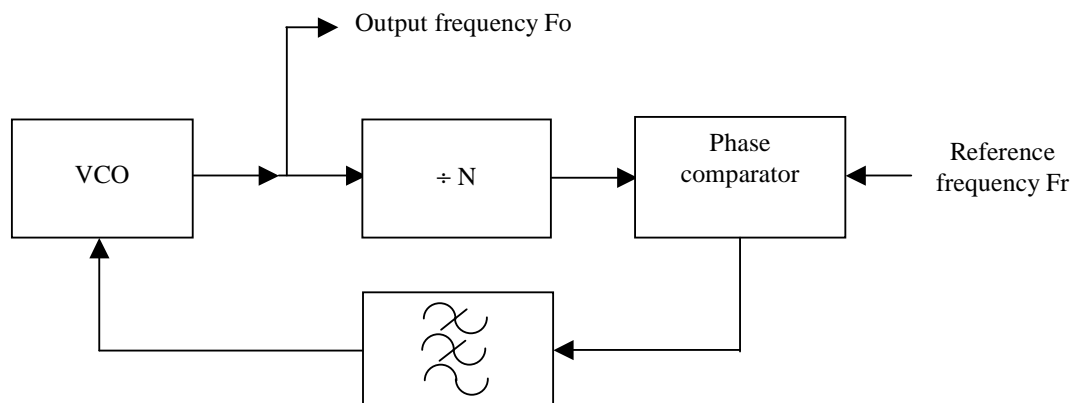 Output frequency Fo
VCO
÷ N
Phase
comparator
Reference
frequency Fr